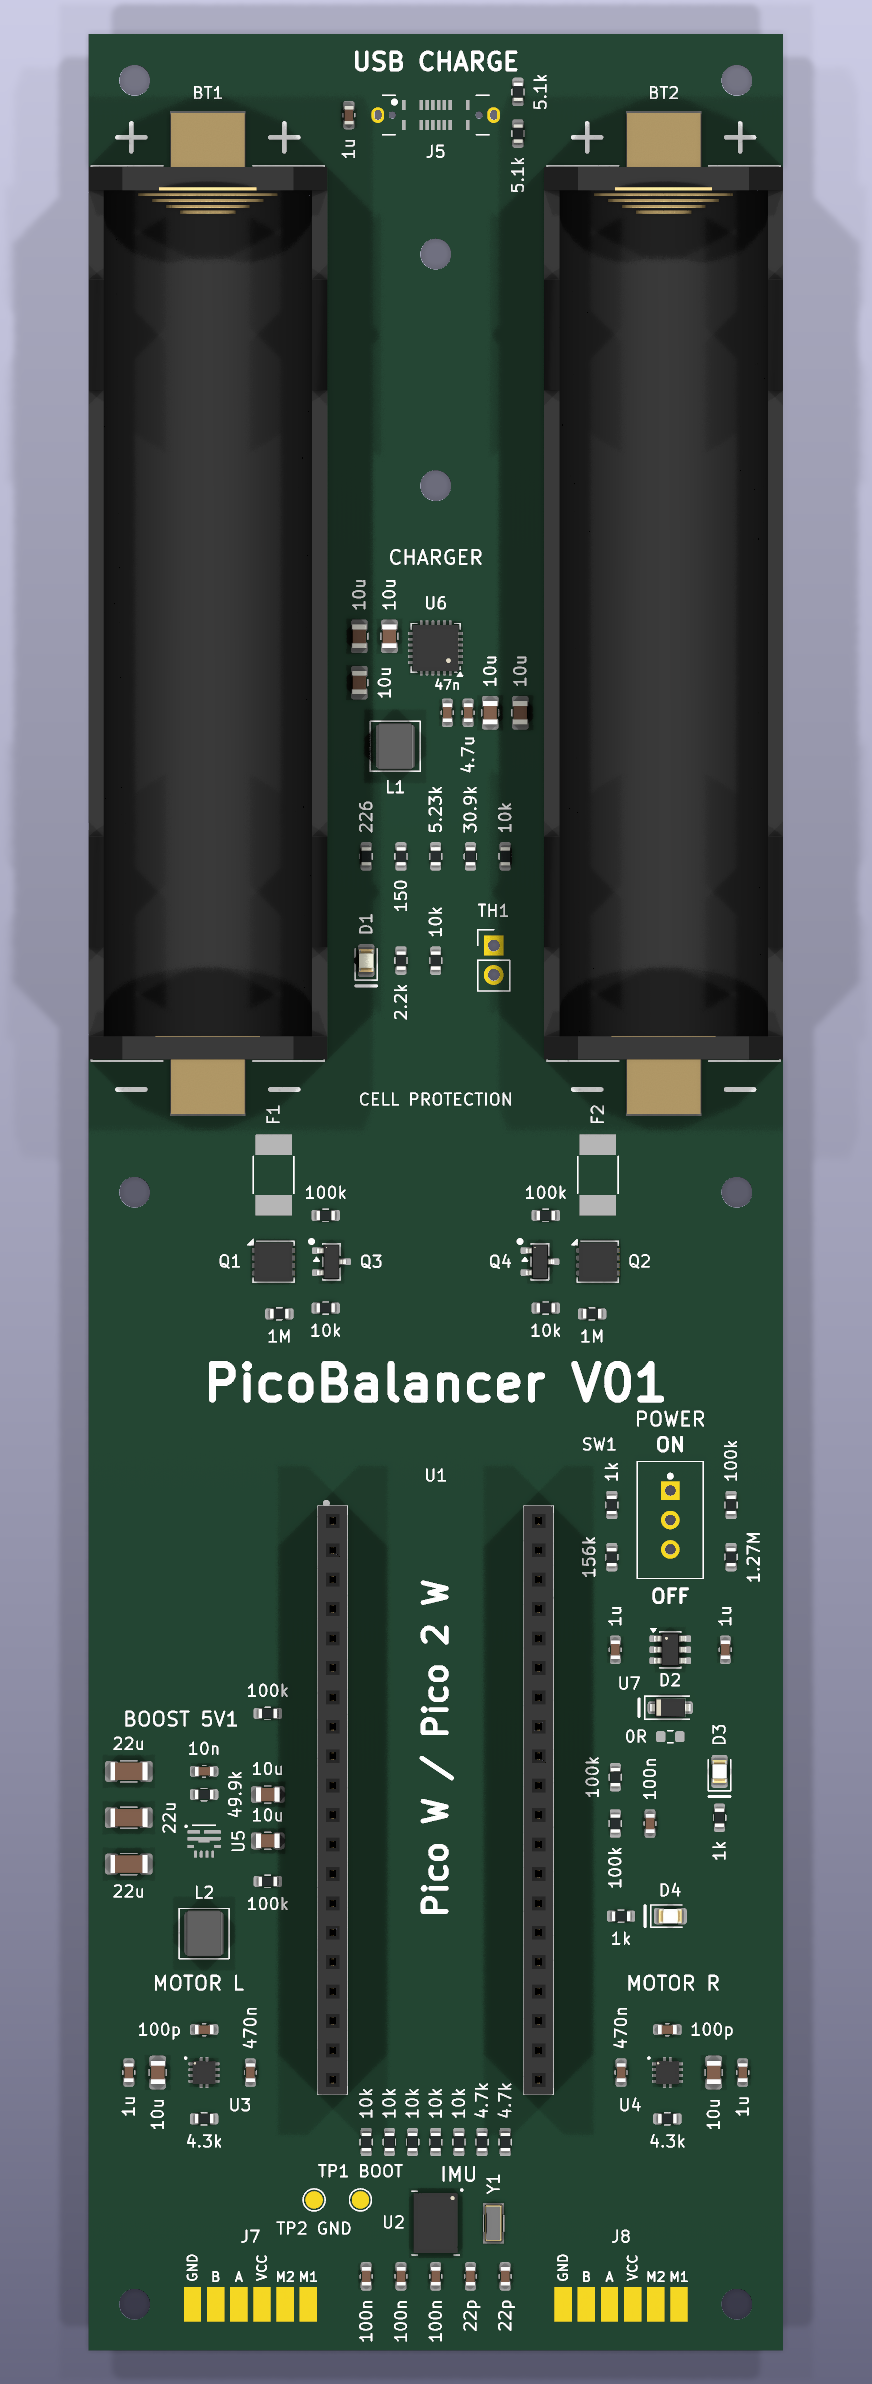 USB CHARGE
BT1
BT2
5.1k
1u
J5
5.1k
CHARGER
10u
10u
U6
10u
47n
10u
10u
4.7u
L1
226
5.23k
30.9k
10k
150
D1
10k
TH1
2.2k
CELL PROTECTION
F1
F2
100k
100k
Q1
Q3
Q4
Q2
1M
10k
10k
1M
PicoBalancer V01
POWER
ON
SW1
U1
1k
100k
156k
1.27M
OFF
1u
1u
Pico W / Pico 2 W
U7
D2
100k
BOOST 5V1
0R
D3
22u
10n
10u
49.9k
100k
100n
22u
U5
10u
100k
1k
22u
L2
100k
D4
1k
MOTOR L
MOTOR R
100p
470n
470n
100p
1u
10u
U3
U4
10u
1u
4.3k
4.3k
10k
10k
10k
10k
10k
4.7k
4.7k
TP1 BOOT
IMU
Y1
TP2 GND
U2
J7
J8
GND
B
A
VCC
M2
M1
GND
B
A
VCC
M2
M1
100n
100n
100n
22p
22p